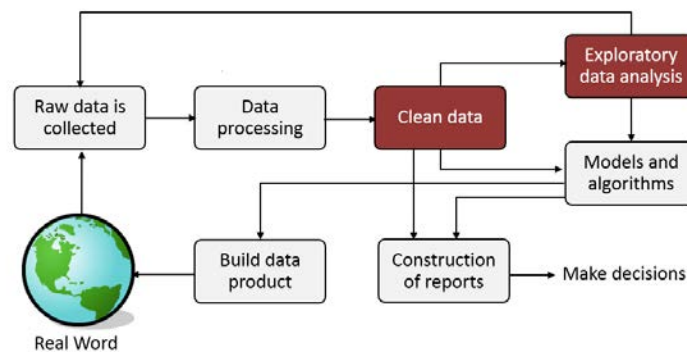 Exploratory
data analysis
Raw data is
collected
Data
processing
Clean data
Models and
algorithms
Build data
product
Construction
of reports
Make decisions
Real Word